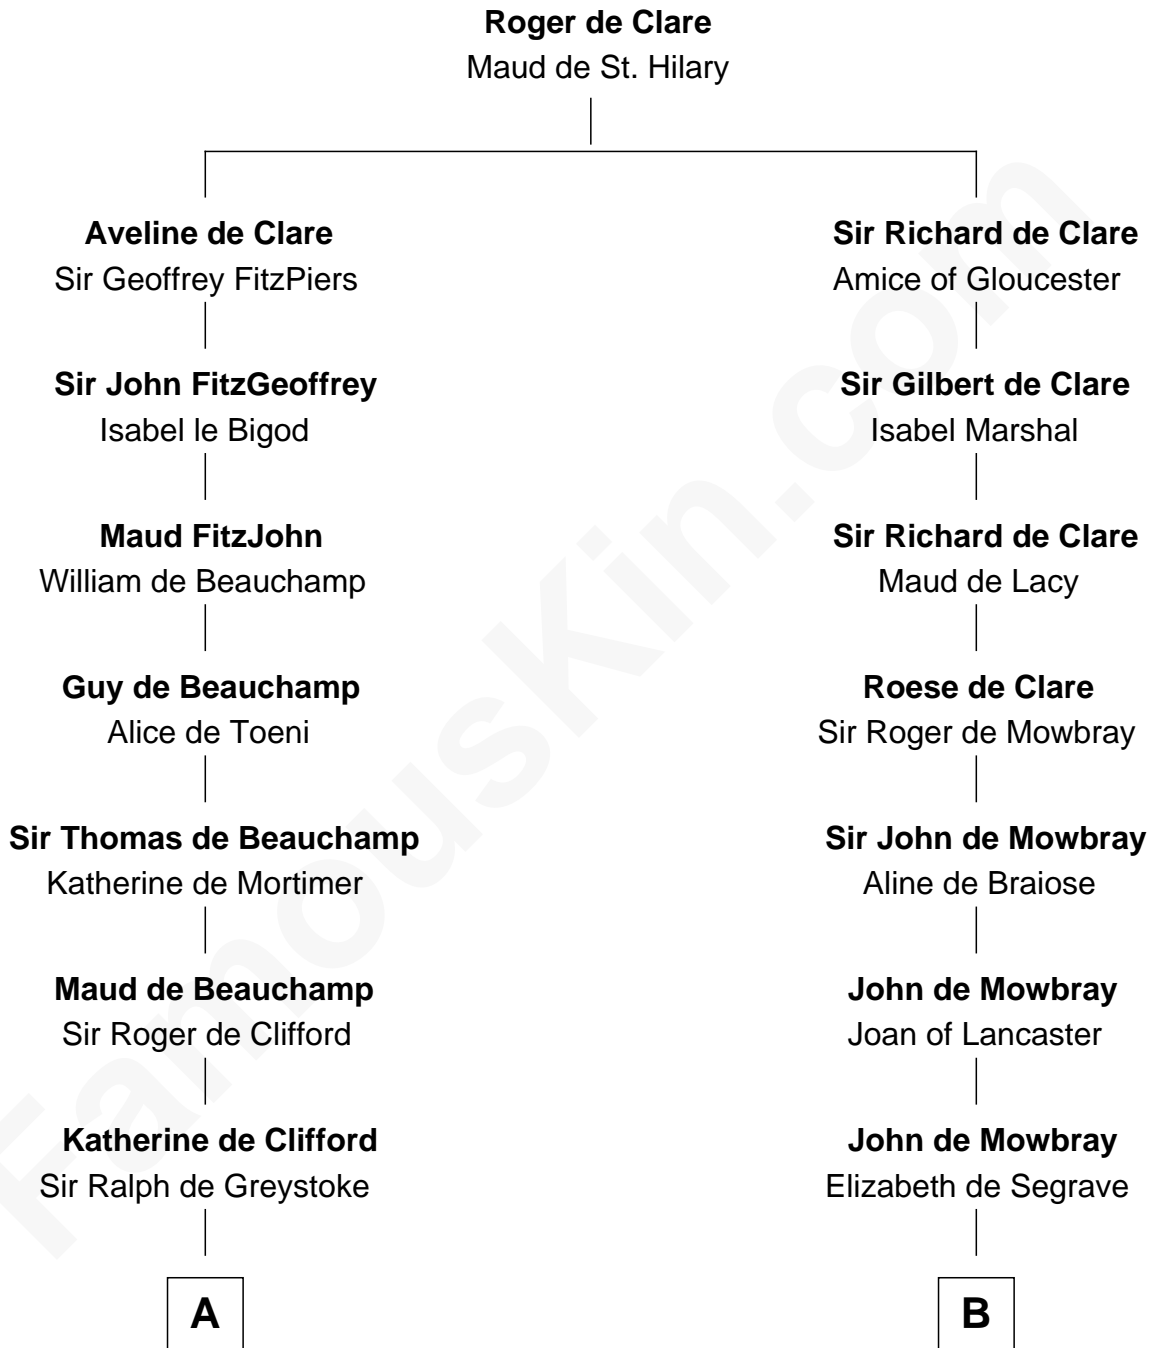 Roger de Clare
Maud de St. Hilary
Aveline de Clare
Sir Geoffrey FitzPiers
Sir John FitzGeoffrey
Isabel le Bigod
Maud FitzJohn
William de Beauchamp
Guy de Beauchamp
Alice de Toeni
Sir Thomas de Beauchamp
Katherine de Mortimer
Maud de Beauchamp
Sir Roger de Clifford
Katherine de Clifford
Sir Ralph de Greystoke
A
Sir Richard de Clare
Amice of Gloucester
Sir Gilbert de Clare
Isabel Marshal
Sir Richard de Clare
Maud de Lacy
Roese de Clare
Sir Roger de Mowbray
Sir John de Mowbray
Aline de Braiose
John de Mowbray
Joan of Lancaster
John de Mowbray
Elizabeth de Segrave
B
FamousKin.com